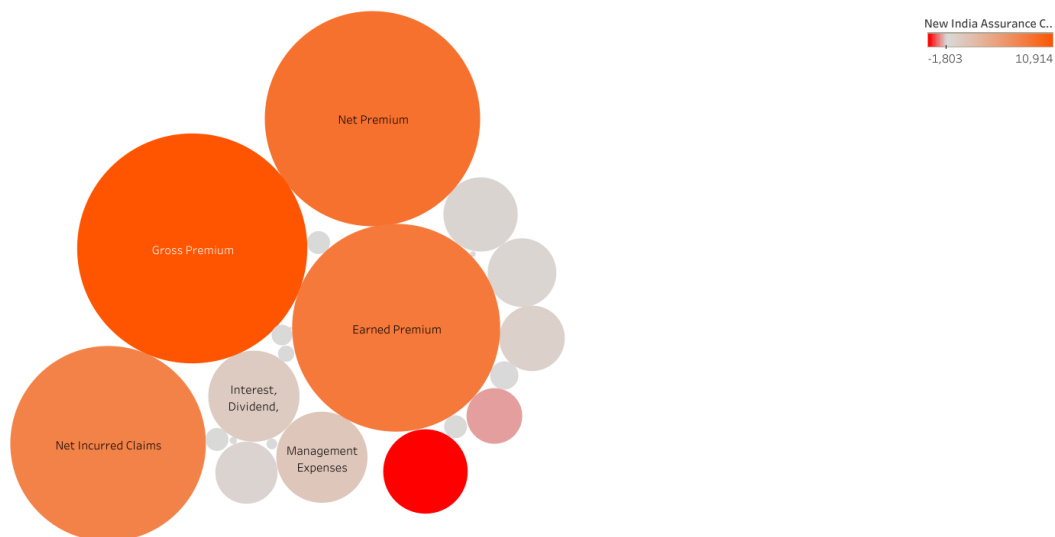 New India Assurance C..
-1,803 10,914
Net Premium
Gross Premium
Earned Premium
Interest,
Dividend,
Net Incurred Claims
Management
Expenses